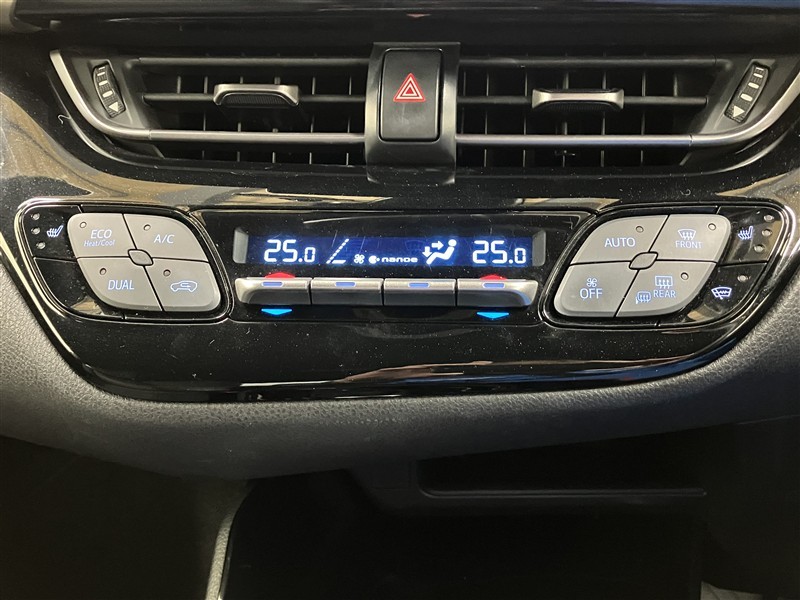 25.0 nanoe 25.0
ECO
Heat/Cool
A/C
DUAL
AUTO
FRONT
OFF
REAR